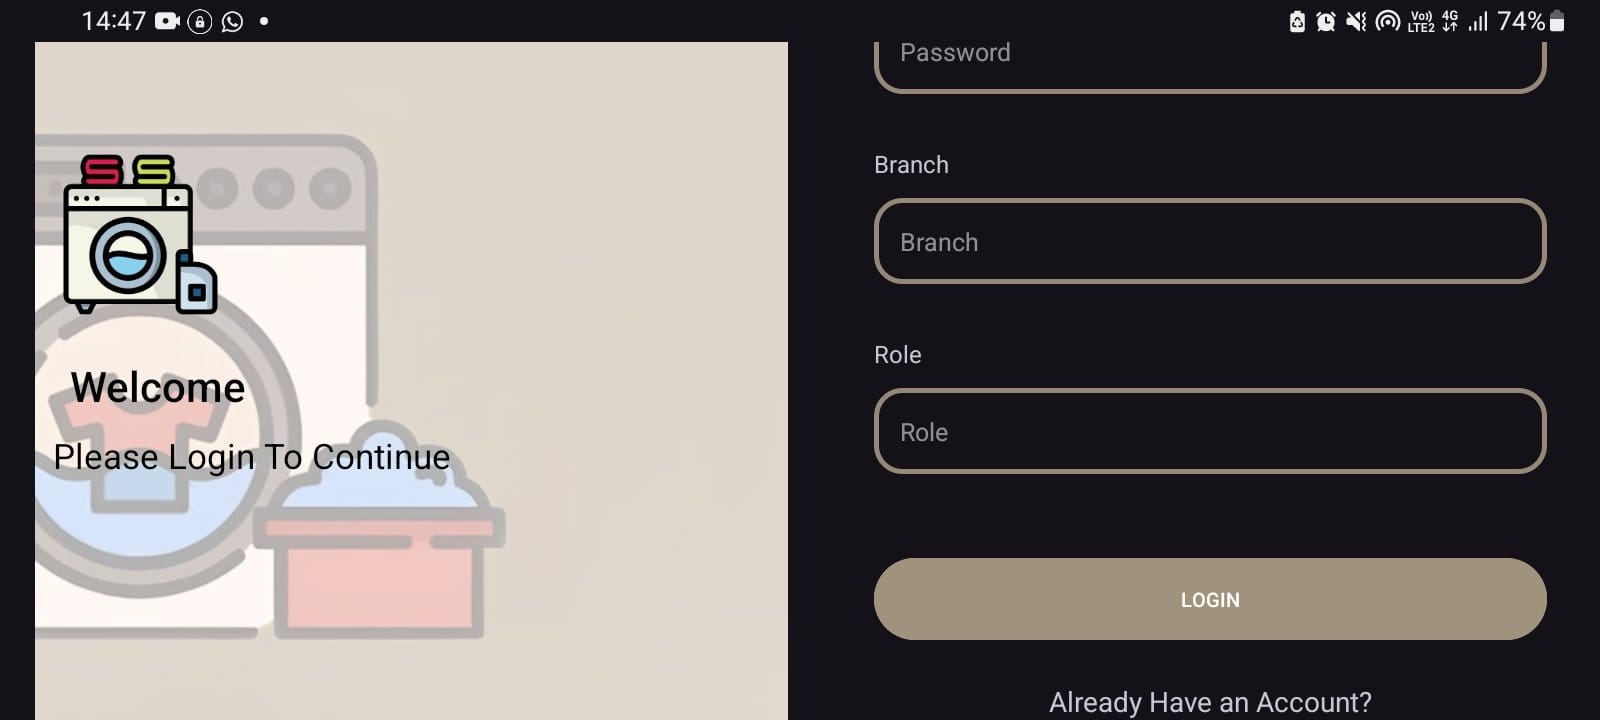 14:47
Vo)) 4G
LTE2
74%
Welcome
Please Login To Continue
Password
Branch
Branch
Role
Role
LOGIN
Already Have an Account?